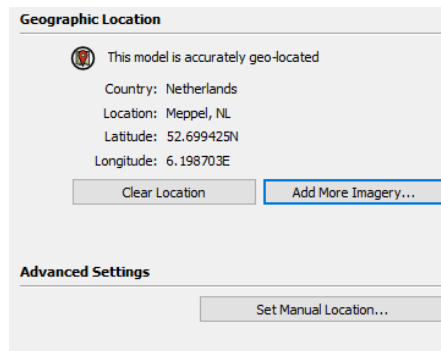 Geographic Location
This model is accurately geo-located
Country: Netherlands
Location: Meppel, NL
Latitude: 52.699425N
Longitude: 6.198703E
Clear Location Add More Imagery...
Advanced Settings
Set Manual Location...